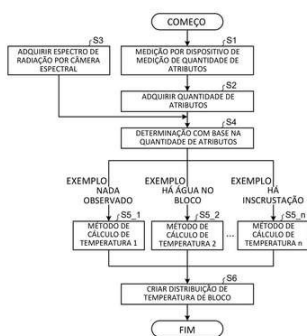 COMEÇO
S3
S1
ADQUIRIR ESPECTRO DE
RADIAÇÃO POR CÂMERA
ESPECTRAL
MEDIÇÃO POR DISPOSITIVO DE
MEDIÇÃO DE QUANTIDADE DE
ATRIBUTOS
S2
ADQUIRIR QUANTIDADE DE
ATRIBUTOS
S4
DETERMINAÇÃO COM BASE NA
QUANTIDADE DE ATRIBUTOS
EXEMPLO
NADA
OBSERVADO
EXEMPLO
HÁ ÁGUA NO
BLOCO
EXEMPLO
HÁ
INSCRUSTAÇÃO
S5_1
S5_2
S5_n
MÉTODO DE
CÁLCULO DE
TEMPERATURA 1
MÉTODO DE
CÁLCULO DE
TEMPERATURA 2
...
MÉTODO DE
CÁLCULO DE
TEMPERATURA n
S6
CRIAR DISTRIBUIÇÃO DE
TEMPERATURA DE BLOCO
FIM